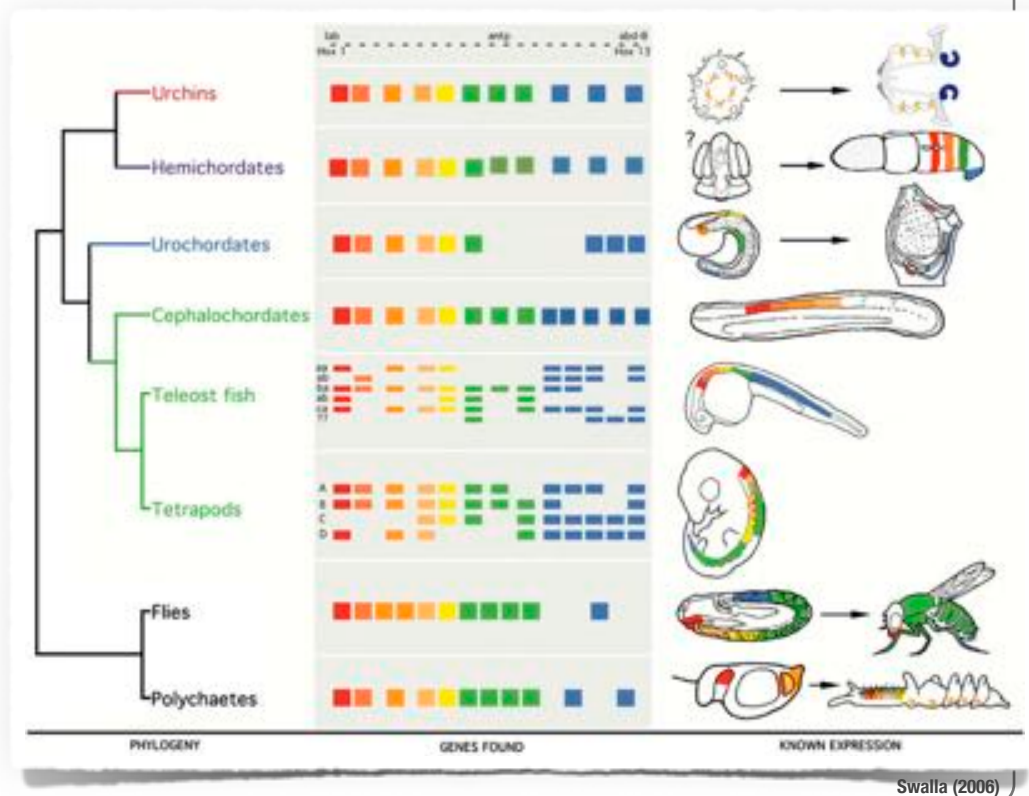 lab antp abd-B
Hox 1 Hox 13
Urchins
Hemichordates
?
Urochordates
Cephalochordates
Teleost fish
Tetrapods
A
B
C
D
Flies
Polychaetes
PHYLOGENY GENES FOUND KNOWN EXPRESSION
Swalla (2006)